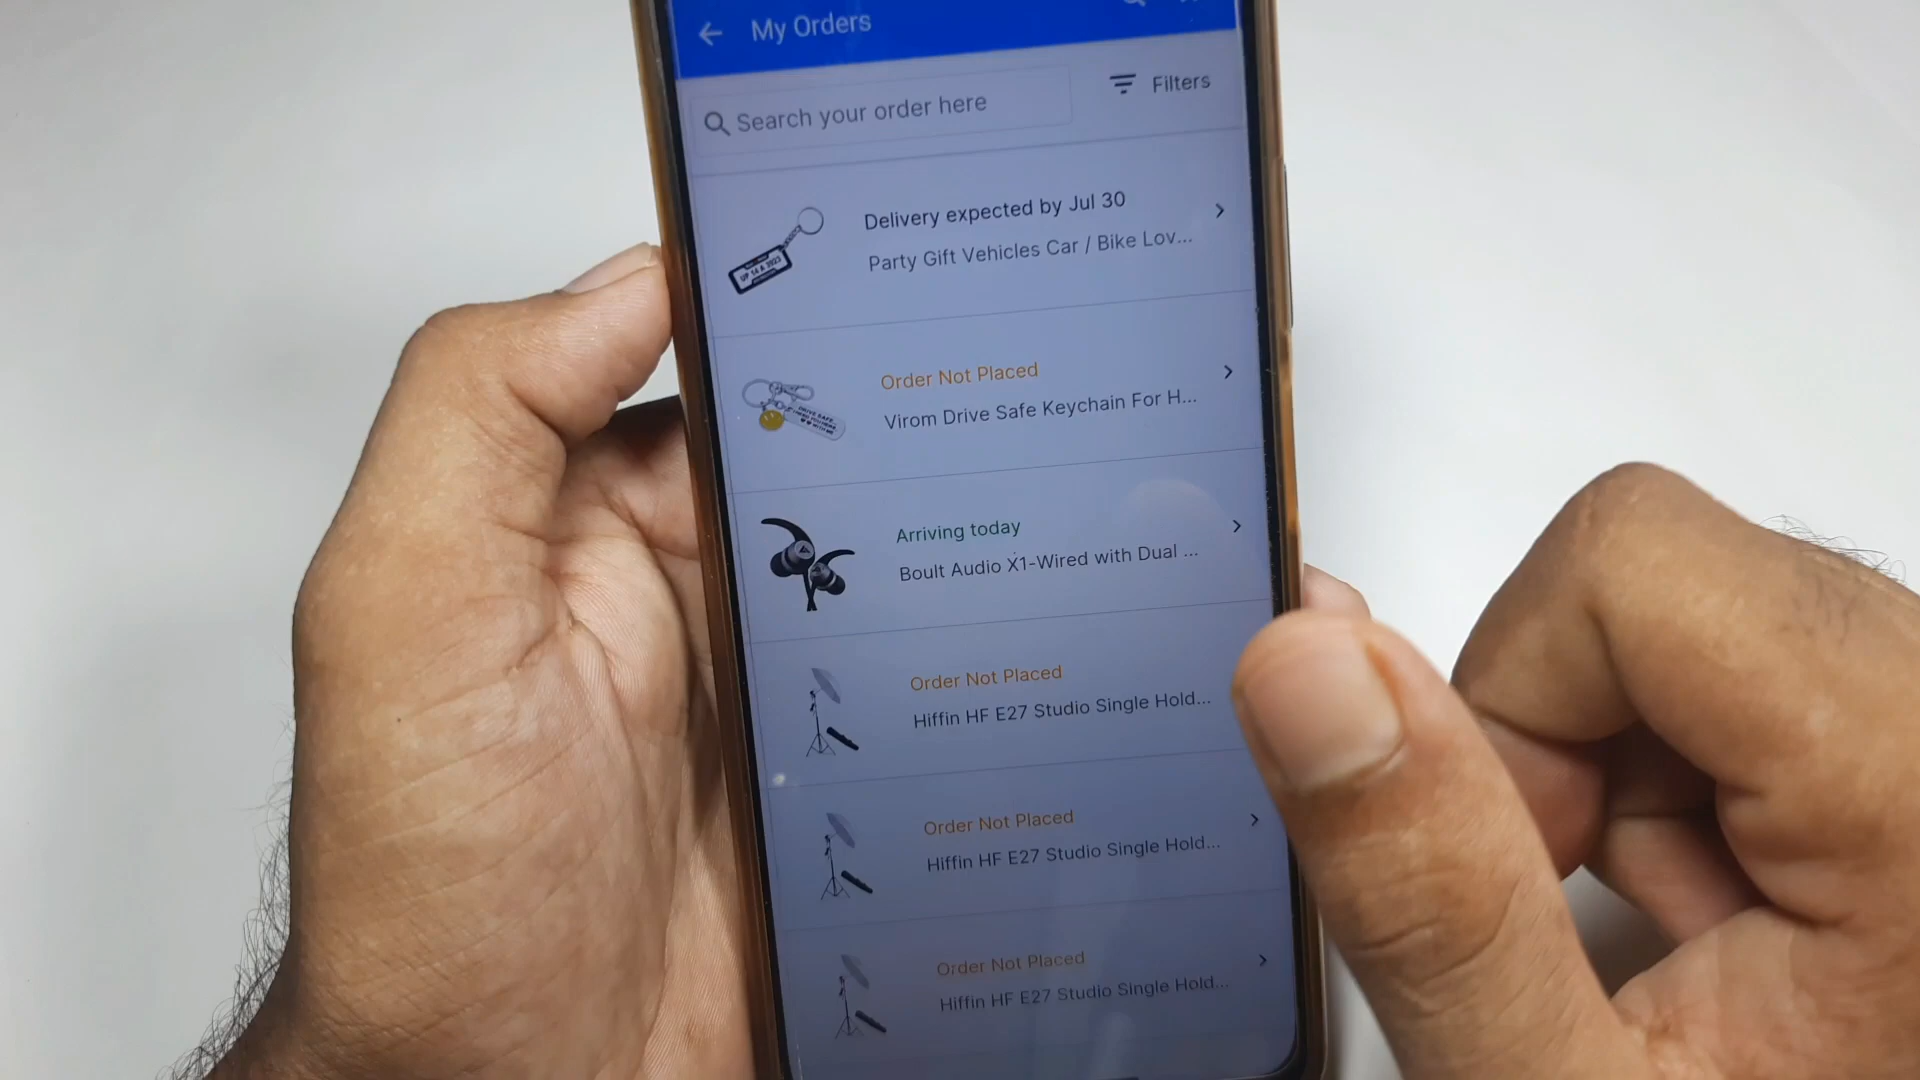 My Orders
Search your order here
Filters
Delivery expected by Jul 30
Party Gift Vehicles Car / Bike Lov...
Order Not Placed
Virom Drive Safe Keychain For H...
Arriving today
Boult Audio X1-Wired with Dual ...
Order Not Placed
Hiffin HF E27 Studio Single Hold...
Order Not Placed
Hiffin HF E27 Studio Single Hold...
Order Not Placed
Hiffin HF E27 Studio Single Hold...